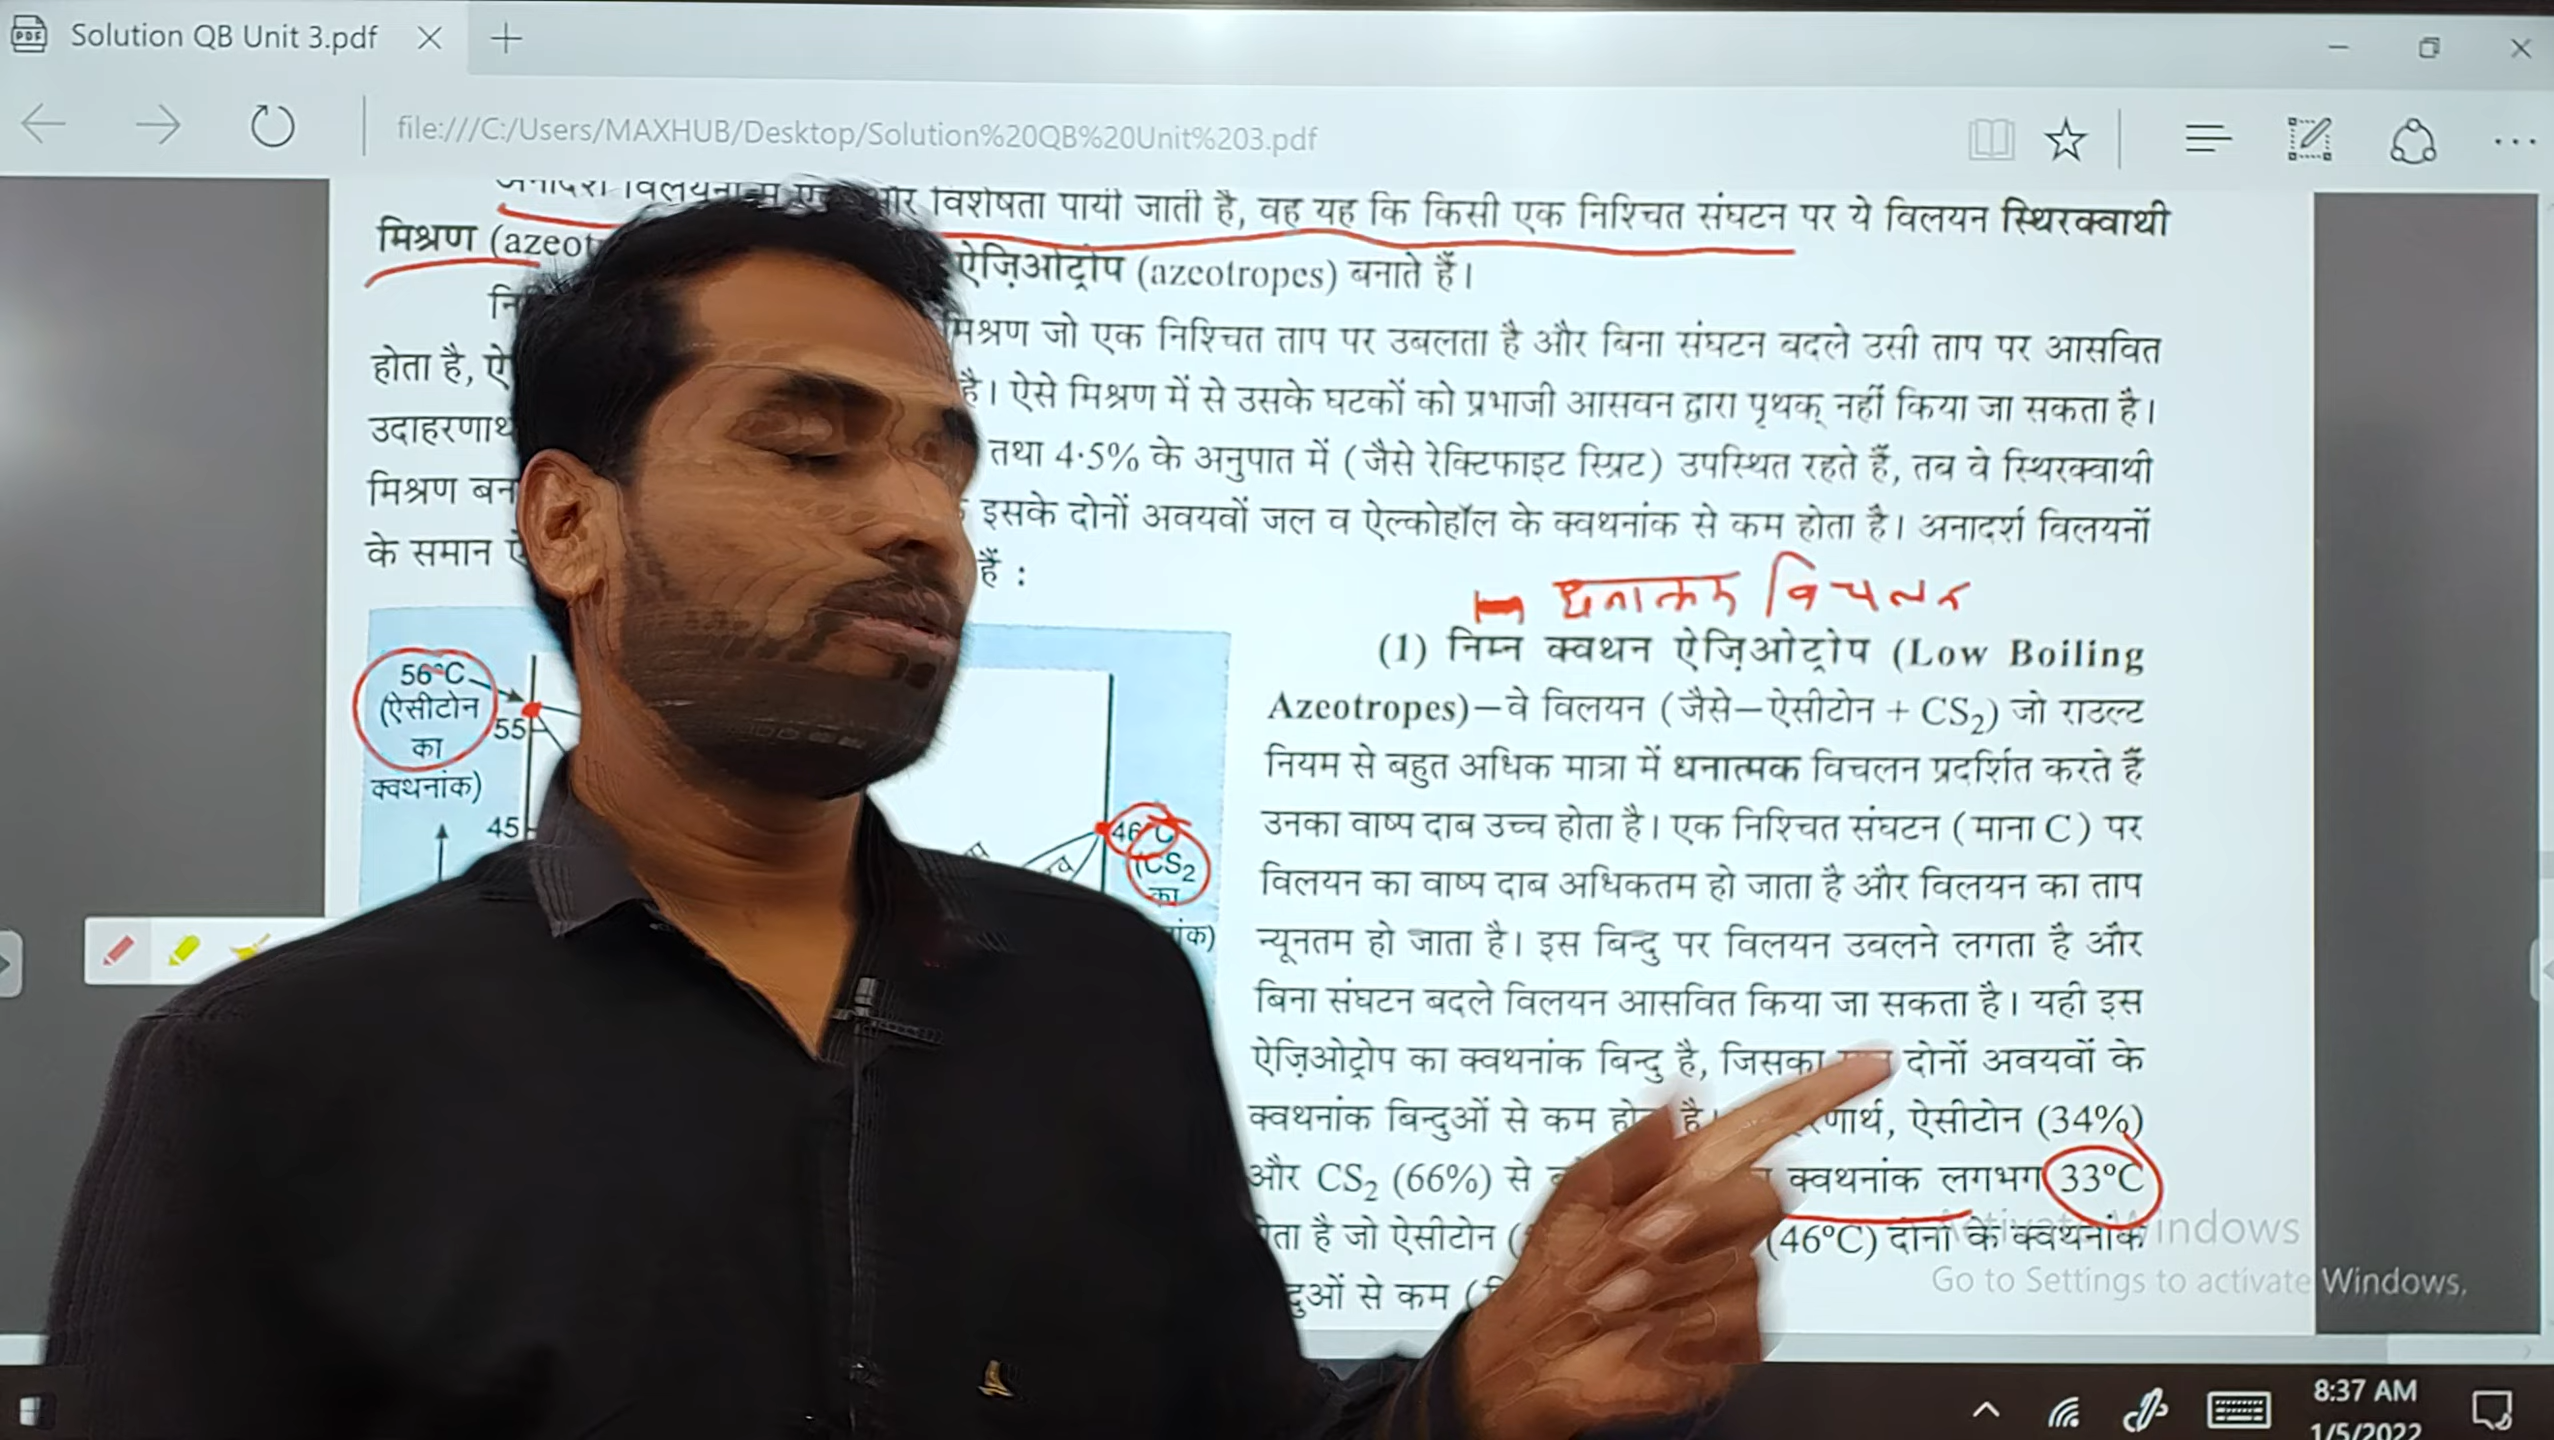 Solution QB Unit 3.pdf
file:///C:/Users/MAXHUB/Desktop/Solution%20QB%20Unit%203.pdf
और विशेषता पायी जाती है, वह यह कि किसी एक निश्चित संघटन पर ये विलयन स्थिरक्वाथी
मिश्रण (azeot ऐज़िओट्रोप (azeotropes) बनाते हैं।
मिश्रण जो एक निश्चित ताप पर उबलता है और बिना संघटन बदले उसी ताप पर आसवित
होता है, है। ऐसे मिश्रण में से उसके घटकों को प्रभाजी आसवन द्वारा पृथक् नहीं किया जा सकता है।
उदाहरणार्थ तथा 4·5% के अनुपात में (जैसे रेक्टिफाइट स्प्रिट) उपस्थित रहते हैं, तब वे स्थिरक्वाथी
मिश्रण इसके दोनों अवयवों जल व ऐल्कोहॉल के क्वथनांक से कम होता है। अनादर्श विलयनों
के समान हैं :
विचलन
56°C
(ऐसीटोन
का
क्वथनांक)
55
45
46°C
(CS2
का
(1) निम्न क्वथन ऐज़िओट्रोप (Low Boiling
Azeotropes)—वे विलयन (जैसे—ऐसीटोन + CS2) जो राउल्ट
नियम से बहुत अधिक मात्रा में धनात्मक विचलन प्रदर्शित करते हैं
उनका वाष्प दाब उच्च होता है। एक निश्चित संघटन (माना C) पर
विलयन का वाष्प दाब अधिकतम हो जाता है और विलयन का ताप
न्यूनतम हो जाता है। इस बिन्दु पर विलयन उबलने लगता है और
बिना संघटन बदले विलयन आसवित किया जा सकता है। यही इस
ऐज़िओट्रोप का क्वथनांक बिन्दु है, जिसका दोनों अवयवों के
क्वथनांक बिन्दुओं से कम है। ऐसीटोन (34%)
और CS2 (66%) से क्वथनांक लगभग 33°C
है जो ऐसीटोन (46°C) दोनों के क्वथनांक
से कम
Activate Windows
Go to Settings to activate Windows.
8:37 AM
1/5/2022